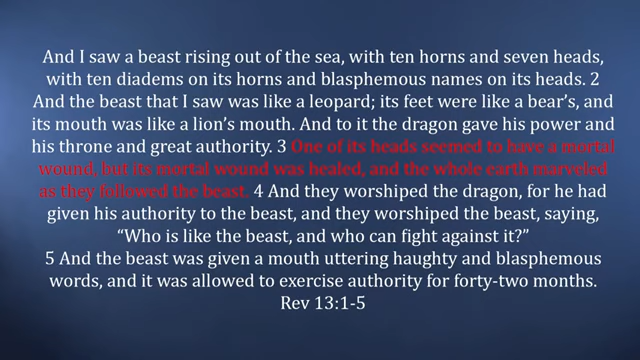 And I saw a beast rising out of the sea, with ten horns and seven heads,
with ten diadems on its horns and blasphemous names on its heads. 2
And the beast that I saw was like a leopard; its feet were like a bear's, and
its mouth was like a lion's mouth. And to it the dragon gave his power and
his throne and great authority. 3 One of its heads seemed to have a mortal
wound, but its mortal wound was healed, and the whole earth marveled
as they followed the beast. 4 And they worshiped the dragon, for he had
given his authority to the beast, and they worshiped the beast, saying,
“Who is like the beast, and who can fight against it?”
5 And the beast was given a mouth uttering haughty and blasphemous
words, and it was allowed to exercise authority for forty-two months.
Rev 13:1-5